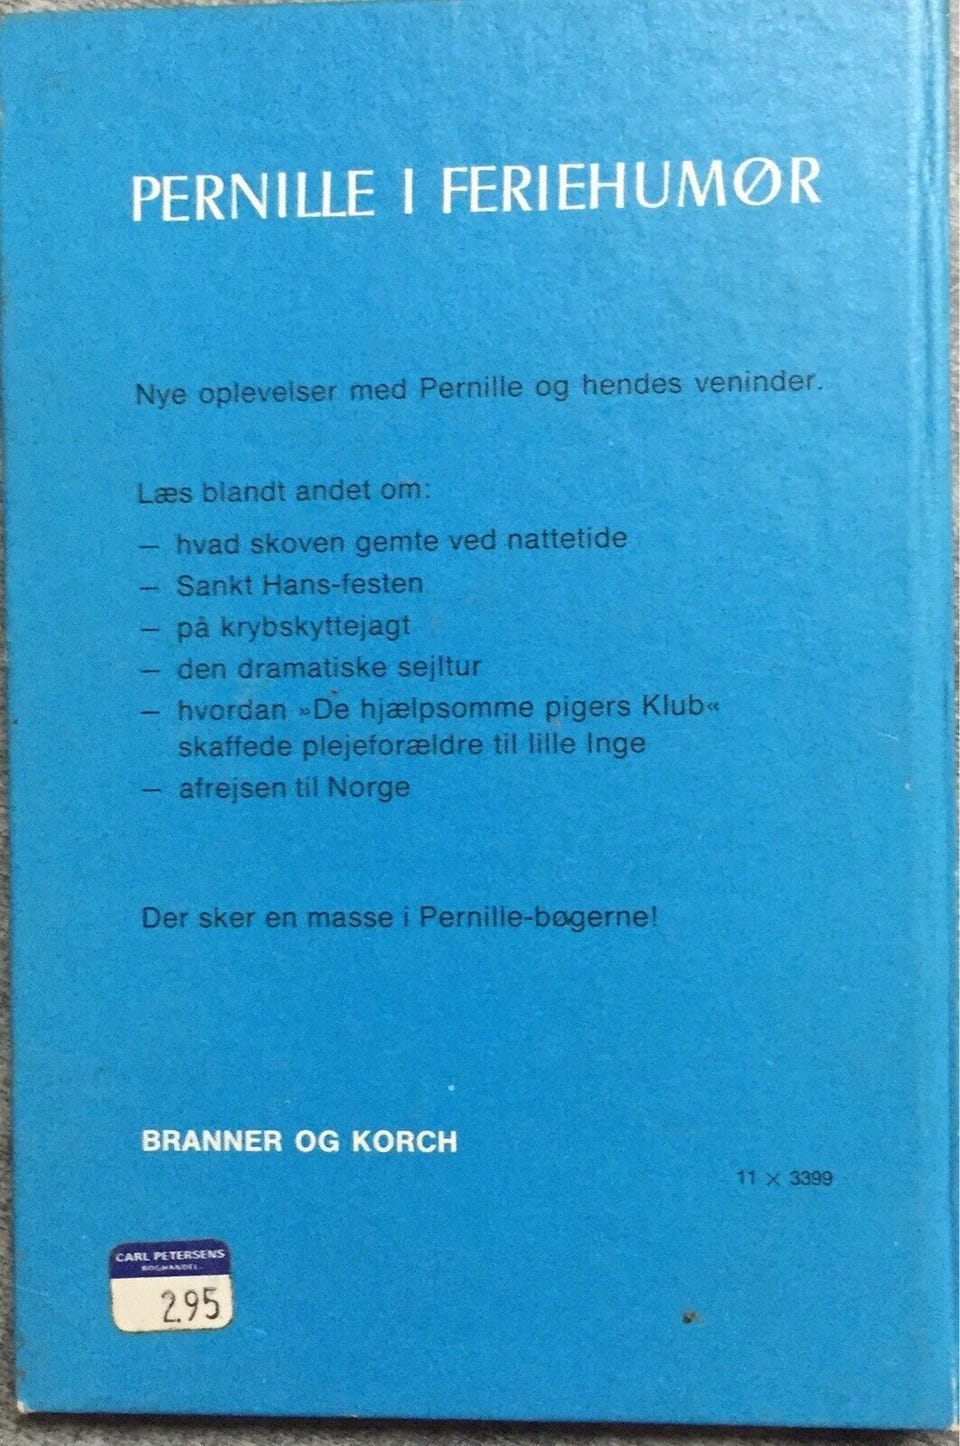 PERNILLE I FERIEHUMØR
Nye oplevelser med Pernille og hendes veninder.
Læs blandt andet om:
— hvad skoven gemte ved nattetide
— Sankt Hans-festen
— på krybskyttejagt
— den dramatiske sejltur
— hvordan »De hjælpsomme pigers Klub«
skaffede plejeforældre til lille Inge
— afrejsen til Norge
Der sker en masse i Pernille-bøgerne!
BRANNER OG KORCH
11 × 3399
CARL PETERSENS
BOGHANDEL
2.95